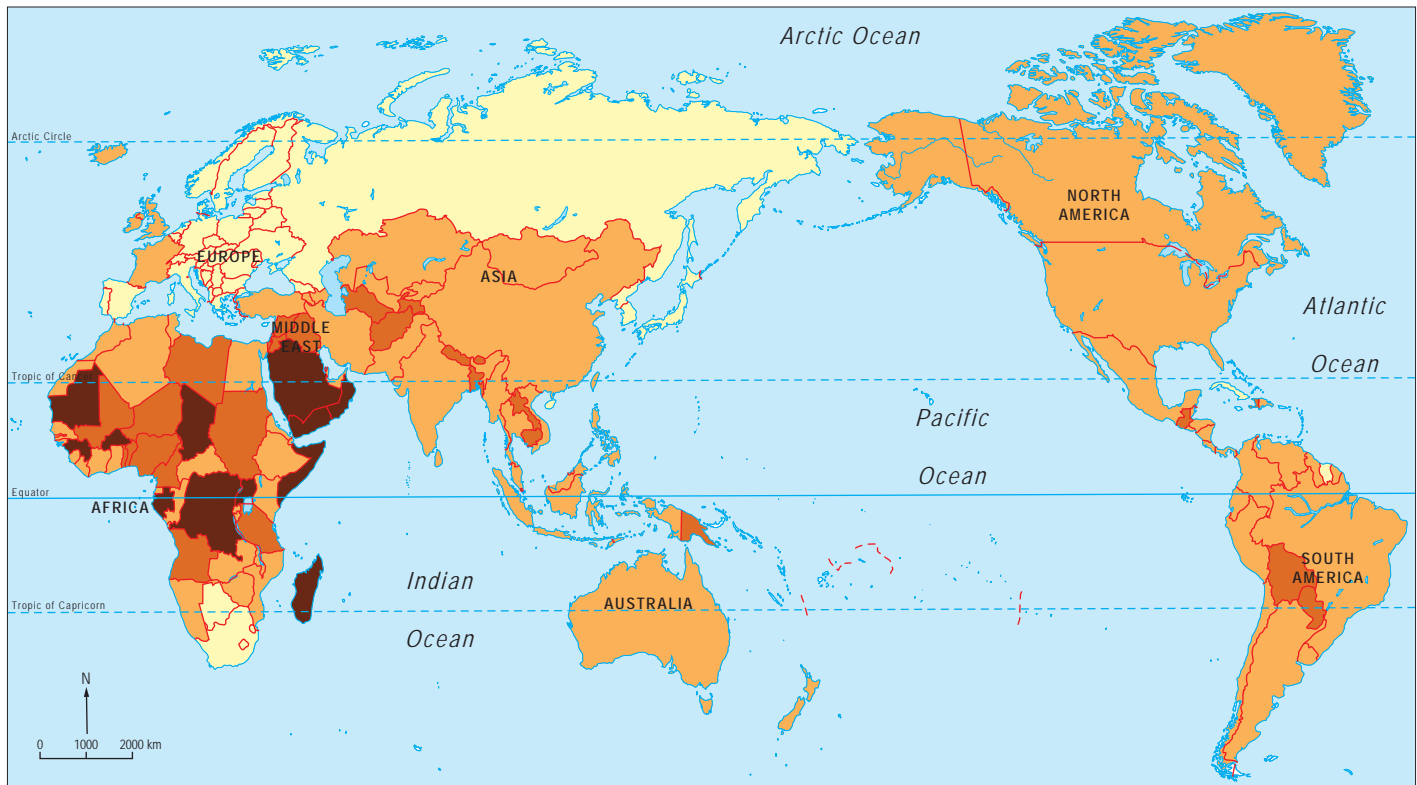 Arctic Ocean
Arctic Circle
NORTH
AMERICA
EUROPE
ASIA
Atlantic
Ocean
MIDDLE
EAST
Tropic of Cancer
Pacific
Ocean
Equator
AFRICA
Indian
Ocean
SOUTH
AMERICA
AUSTRALIA
Tropic of Capricorn
N
0 1000 2000 km